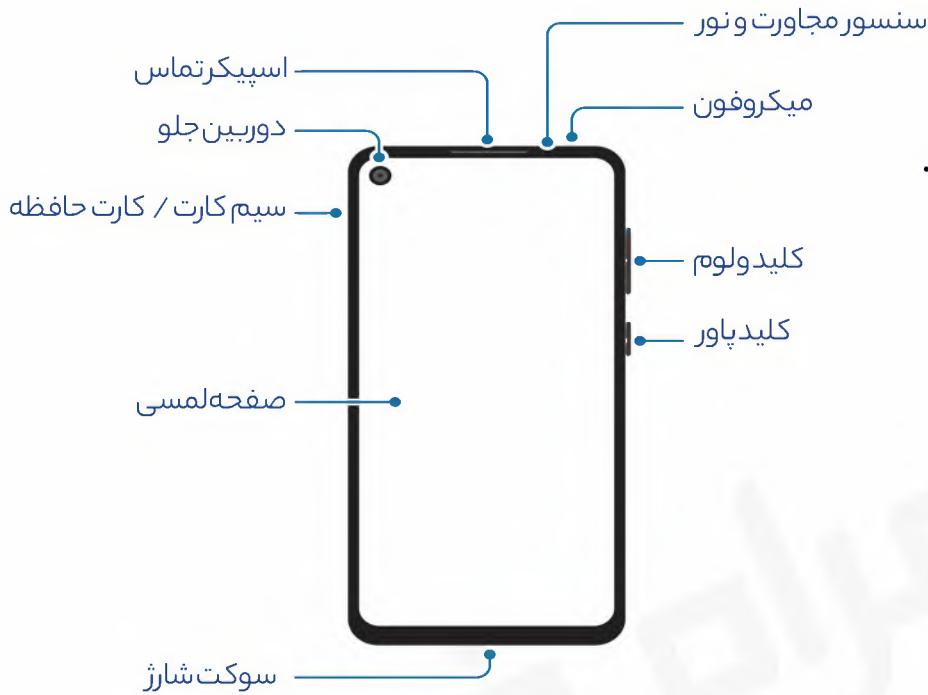 سنسور مجاورت و نور
اسپیکر تماس
میکروفون
دوربین جلو
سیم کارت / کارت حافظه
کلید ولوم
کلید پاور
صفحه لمسی
سوکت شارژ